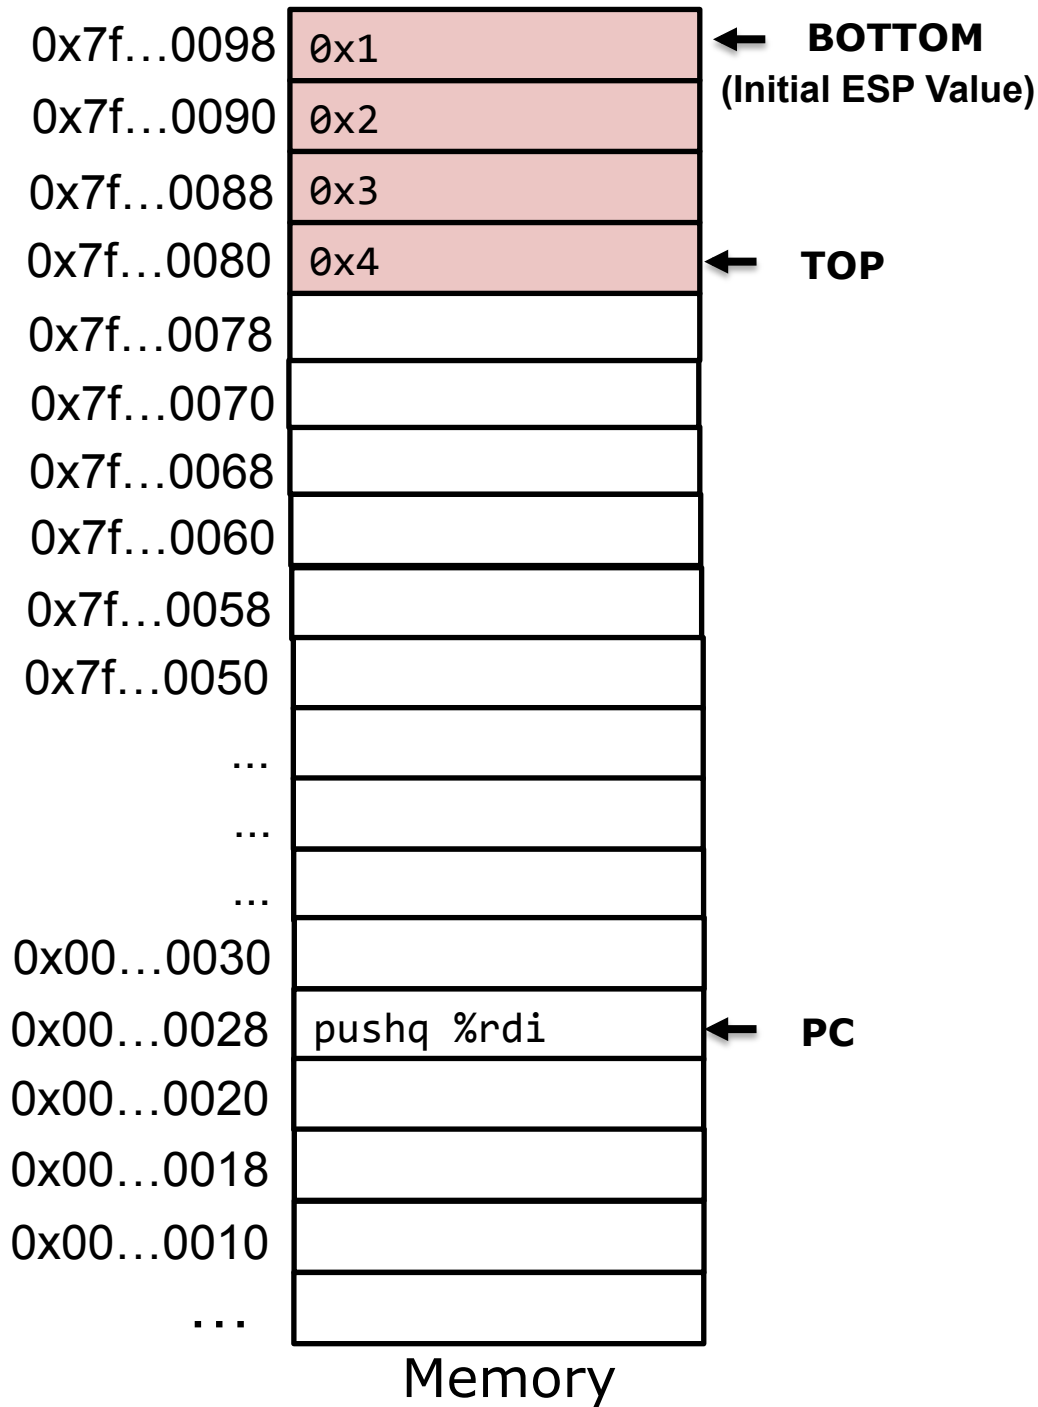 0x7f…0098 0x1 BOTTOM
(Initial ESP Value)
0x7f…0090 0x2
0x7f…0088 0x3
0x7f…0080 0x4 TOP
0x7f…0078
0x7f…0070
0x7f…0068
0x7f…0060
0x7f…0058
0x7f…0050
...
...
...
0x00…0030
0x00…0028 pushq %rdi PC
0x00…0020
0x00…0018
0x00…0010
...
Memory